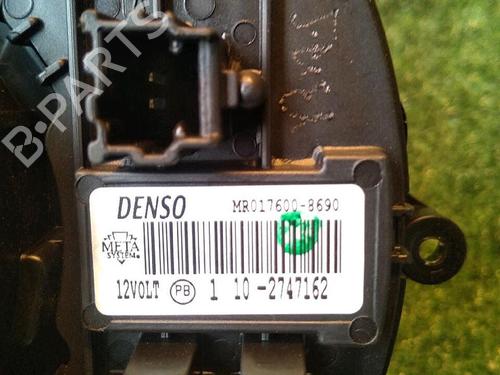 B-PARTS
DENSO
MR017600-8690
META
SYSTEM
12VOLT PB 1 10-2747162